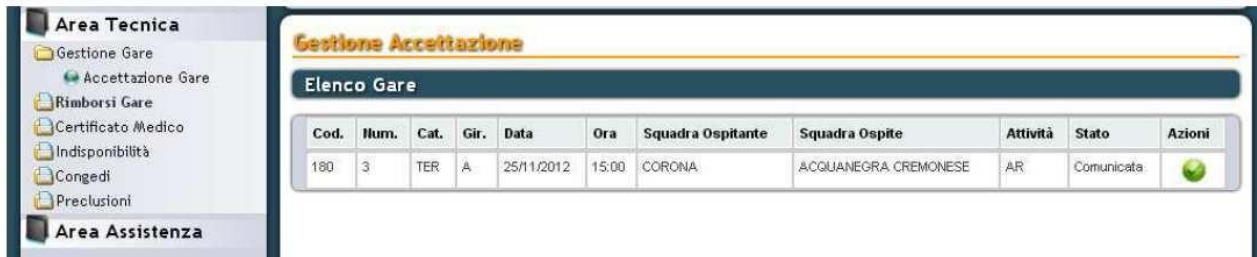 Area Tecnica
Gestione Gare
Accettazione Gare
Rimborsi Gare
Certificato Medico
Indisponibilità
Congedi
Preclusioni
Area Assistenza
Gestione Accettazione
Elenco Gare
Cod. Num. Cat. Gir. Data Ora Squadra Ospitante Squadra Ospite Attività Stato Azioni
180 3 TER A 25/11/2012 15:00 CORONA ACQUANEGRA CREMONESE AR Comunicata